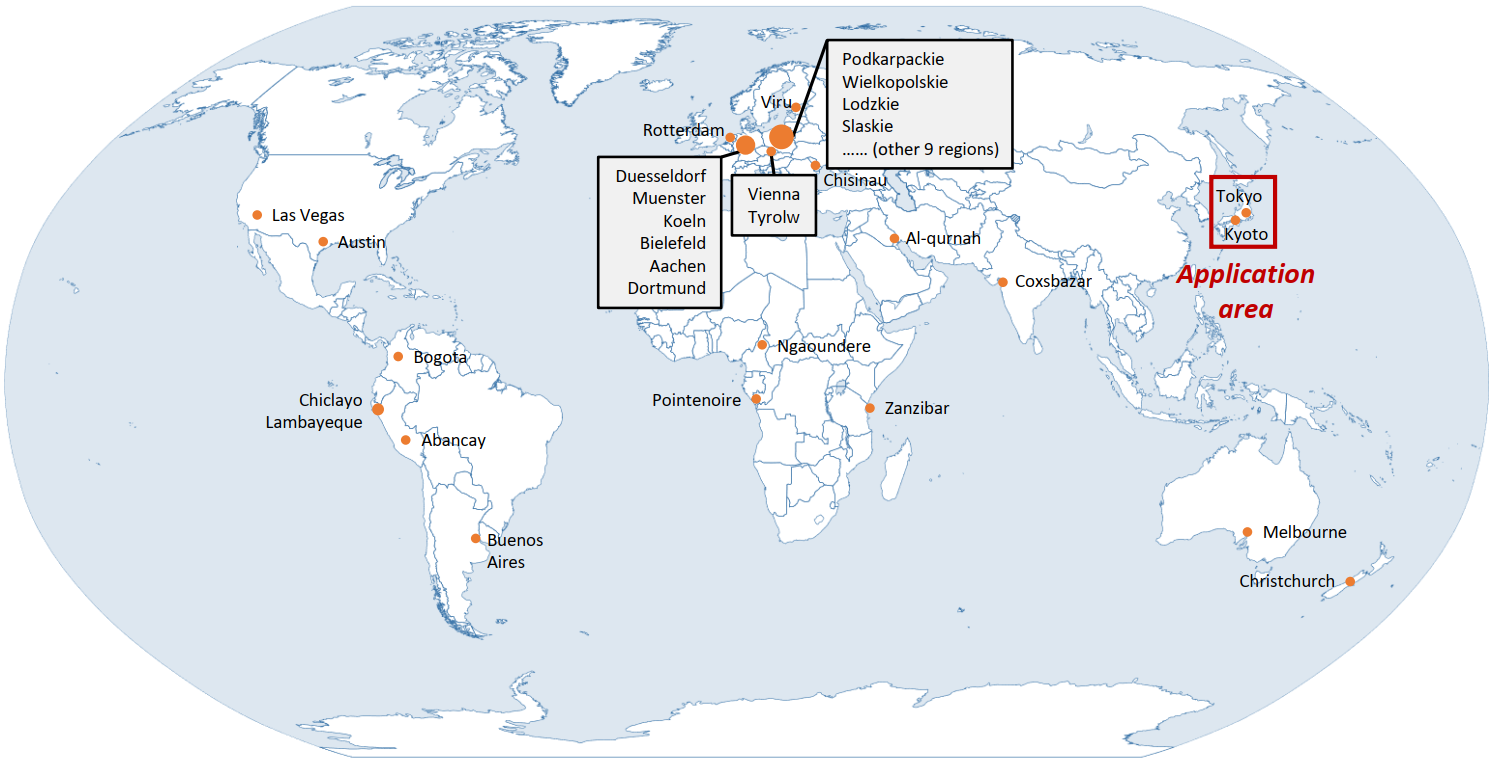 Podkarpackie
Wielkopolskie
Lodzkie
Slaskie
...... (other 9 regions)
Viru
Rotterdam
Duesseldorf
Muenster
Koeln
Bielefeld
Aachen
Dortmund
Vienna
Tyrolw
Chisinau
Tokyo
Kyoto
Application
area
Las Vegas
Austin
Al-qurnah
Coxsbazar
Bogota
Ngaoundere
Chiclayo
Lambayeque
Pointenoire
Zanzibar
Abancay
Buenos
Aires
Melbourne
Christchurch